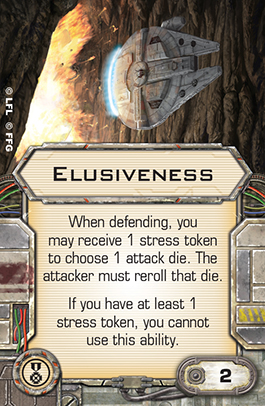 © LFL © FFG
ELUSIVENESS
When defending, you
may receive 1 stress token
to choose 1 attack die. The
attacker must reroll that die.
If you have at least 1
stress token, you cannot
use this ability.
2